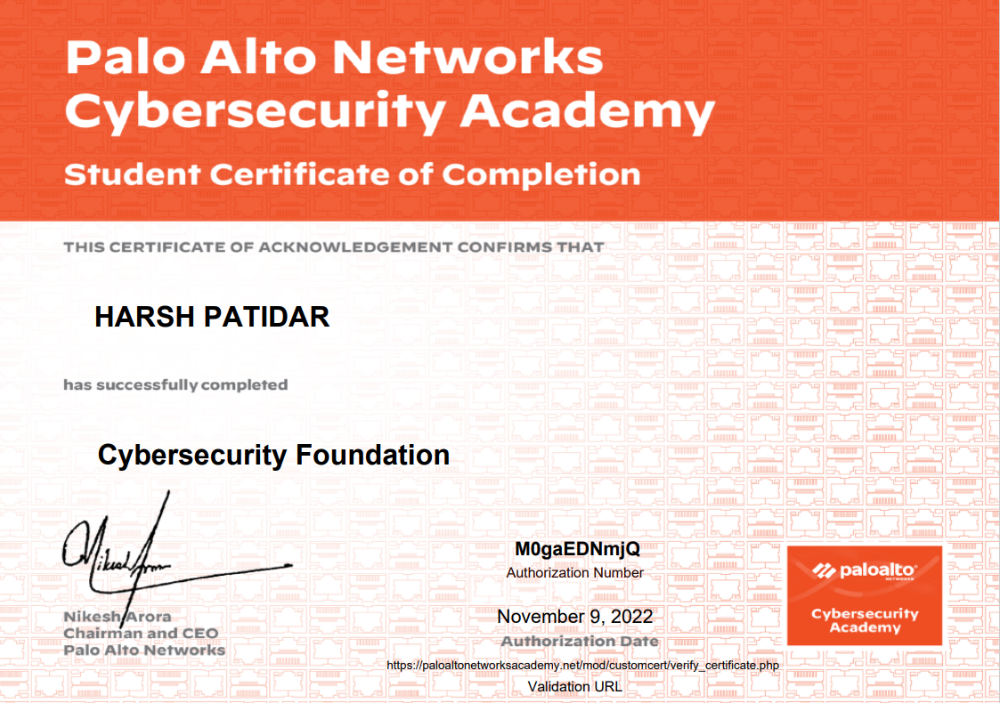 Palo Alto Networks
Cybersecurity Academy
Student Certificate of Completion
THIS CERTIFICATE OF ACKNOWLEDGEMENT CONFIRMS THAT
HARSH PATIDAR
has successfully completed
Cybersecurity Foundation
Nikesh Arora
Nikesh Arora
Chairman and CEO
Palo Alto Networks
M0gaEDNmjQ
Authorization Number
November 9, 2022
Authorization Date
https://paloaltonetworksacademy.net/mod/customcert/verify_certificate.php
Validation URL
paloalto®
NETWORKS
Cybersecurity
Academy